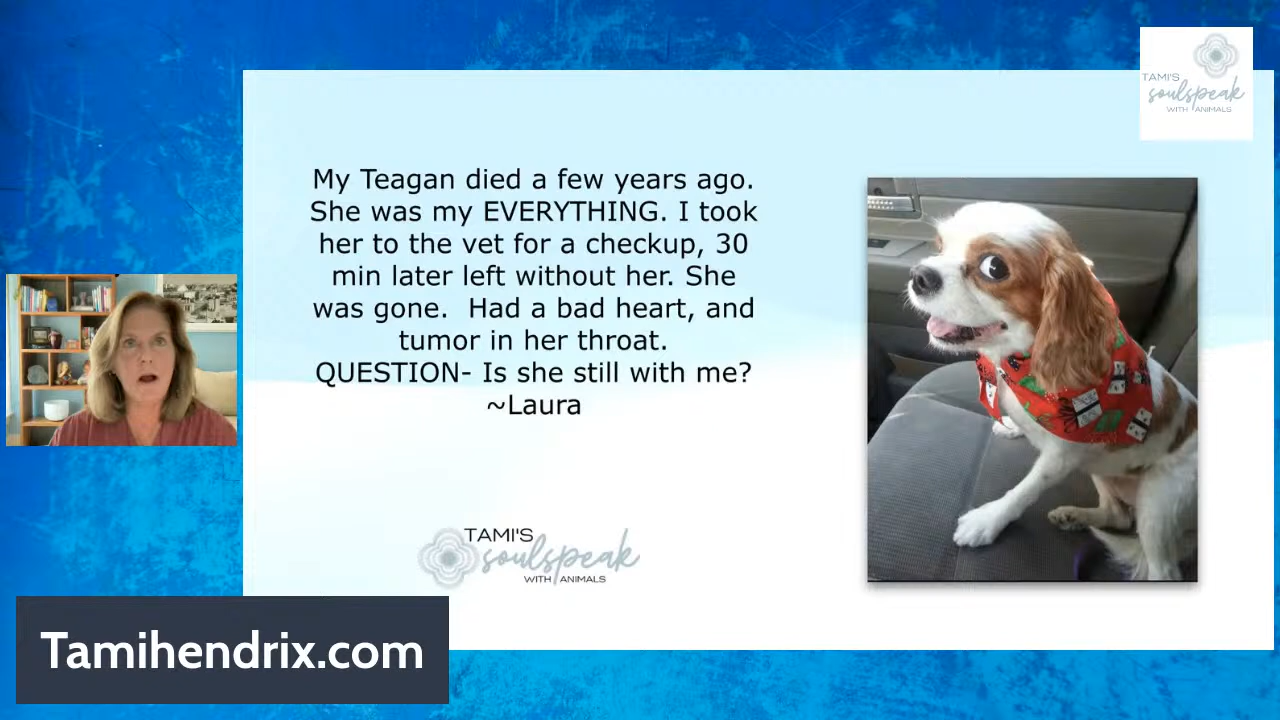 TAMI'S
soulspeak
WITH ANIMALS
My Teagan died a few years ago.
She was my EVERYTHING. I took
her to the vet for a checkup, 30
min later left without her. She
was gone.  Had a bad heart, and
tumor in her throat.
QUESTION- Is she still with me?
~Laura
TAMI'S
soulspeak
WITH ANIMALS
Tamihendrix.com